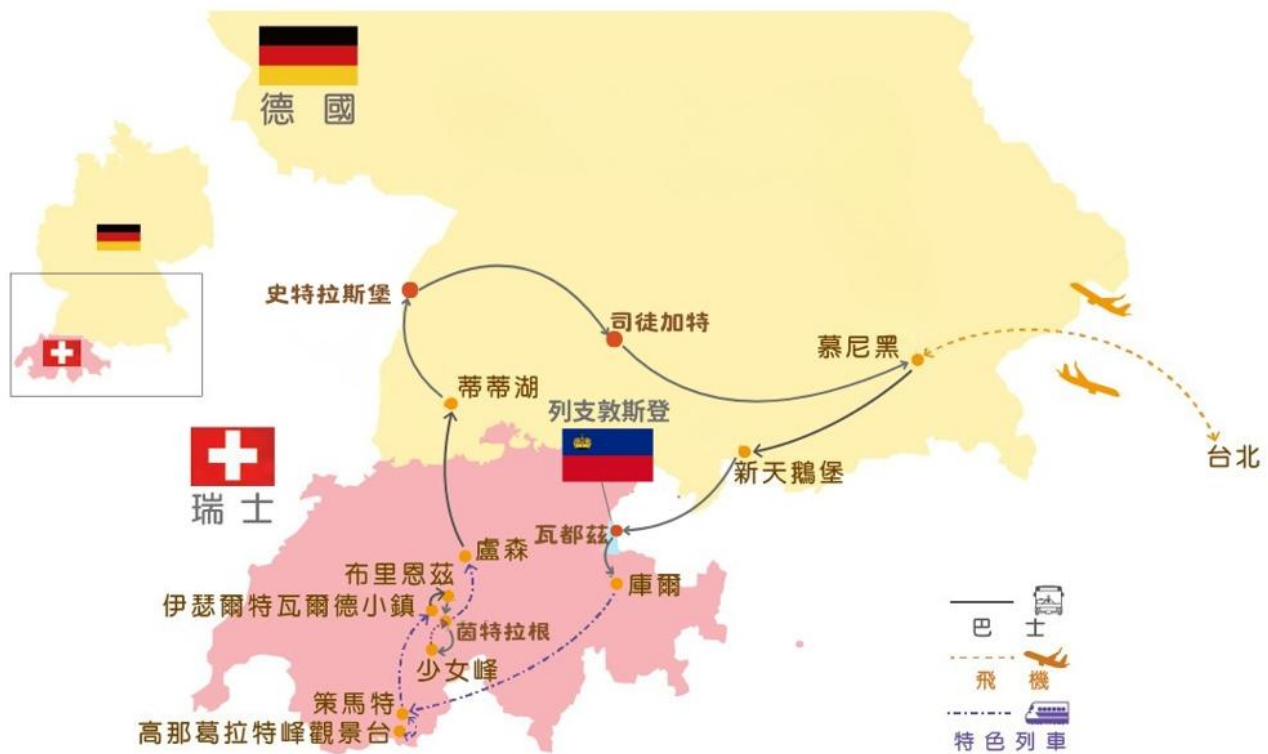 德國
史特拉斯堡
司徒加特
慕尼黑
蒂蒂湖
列支敦斯登
新天鵝堡
台北
瑞士
瓦都茲
盧森
布里恩茲
庫爾
伊瑟爾特瓦爾德小鎮
茵特拉根
少女峰
策馬特
高那葛拉特峰觀景台
巴士
飛機
特色列車